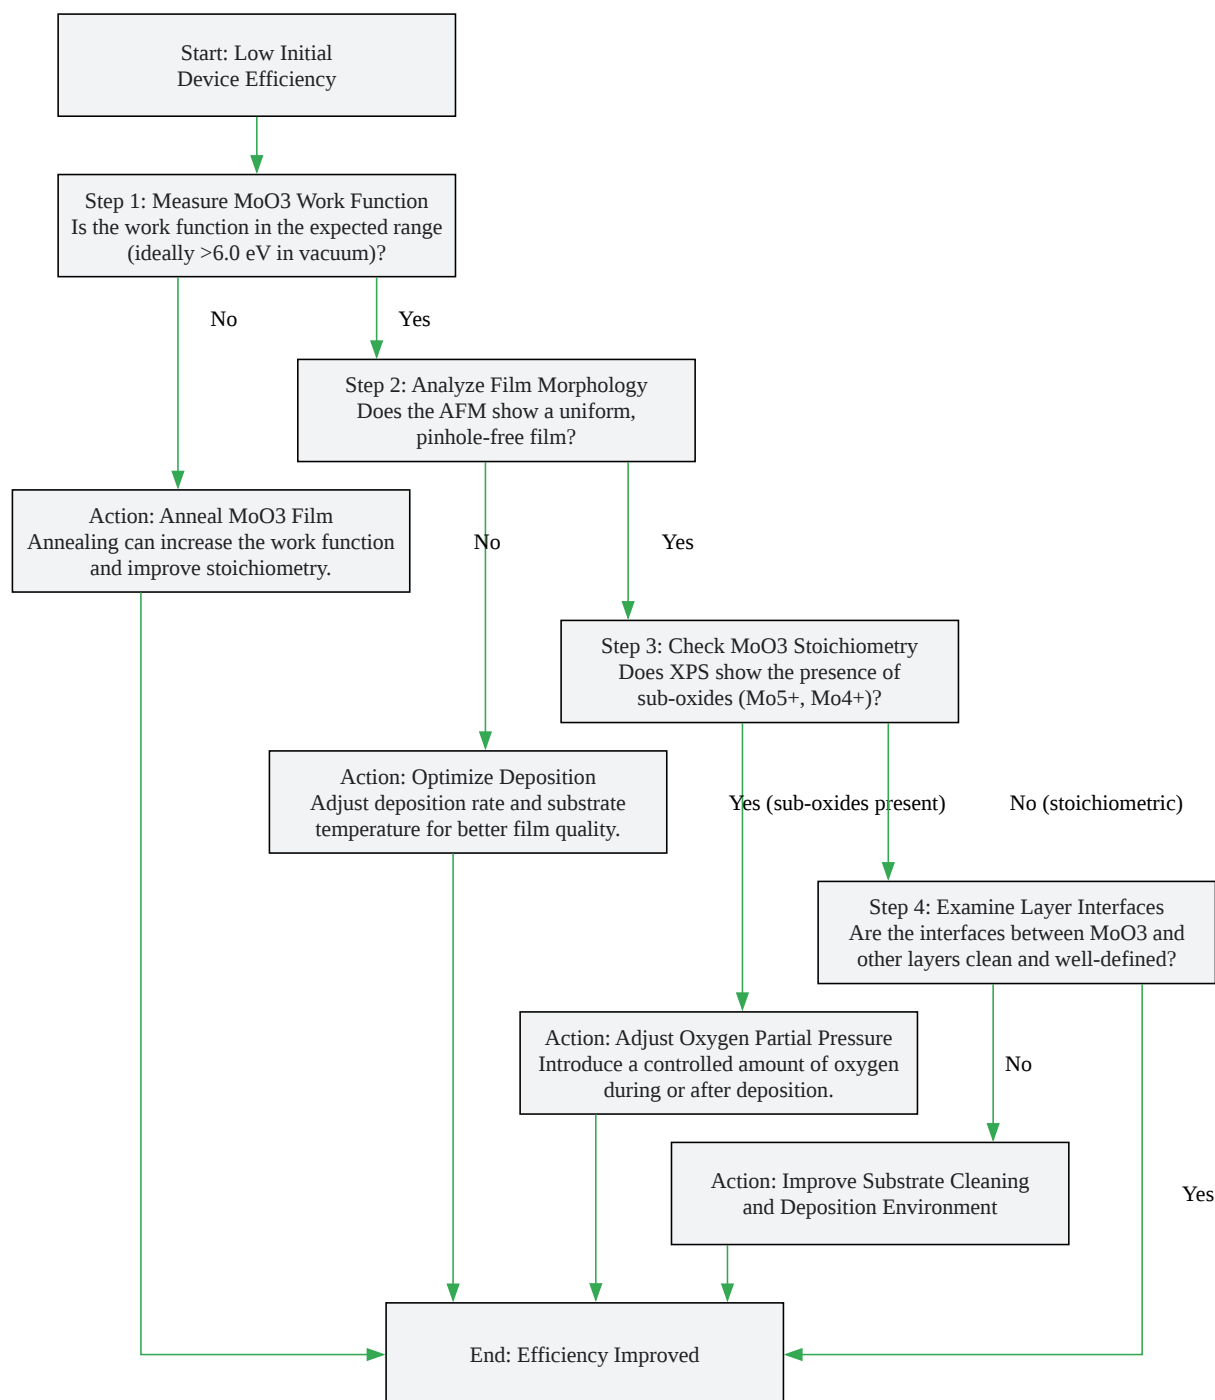 Start: Low Initial
Device Efficiency
Step 1: Measure MoO3 Work Function
Is the work function in the expected range
(ideally >6.0 eV in vacuum)?
No
Yes
Step 2: Analyze Film Morphology
Does the AFM show a uniform,
pinhole-free film?
Action: Anneal MoO3 Film
Annealing can increase the work function
and improve stoichiometry.
No
Yes
Step 3: Check MoO3 Stoichiometry
Does XPS show the presence of
sub-oxides (Mo5+, Mo4+)?
Action: Optimize Deposition
Adjust deposition rate and substrate
temperature for better film quality.
Yes (sub-oxides present)
No (stoichiometric)
Step 4: Examine Layer Interfaces
Are the interfaces between MoO3 and
other layers clean and well-defined?
Action: Adjust Oxygen Partial Pressure
Introduce a controlled amount of oxygen
during or after deposition.
No
Action: Improve Substrate Cleaning
and Deposition Environment
Yes
End: Efficiency Improved